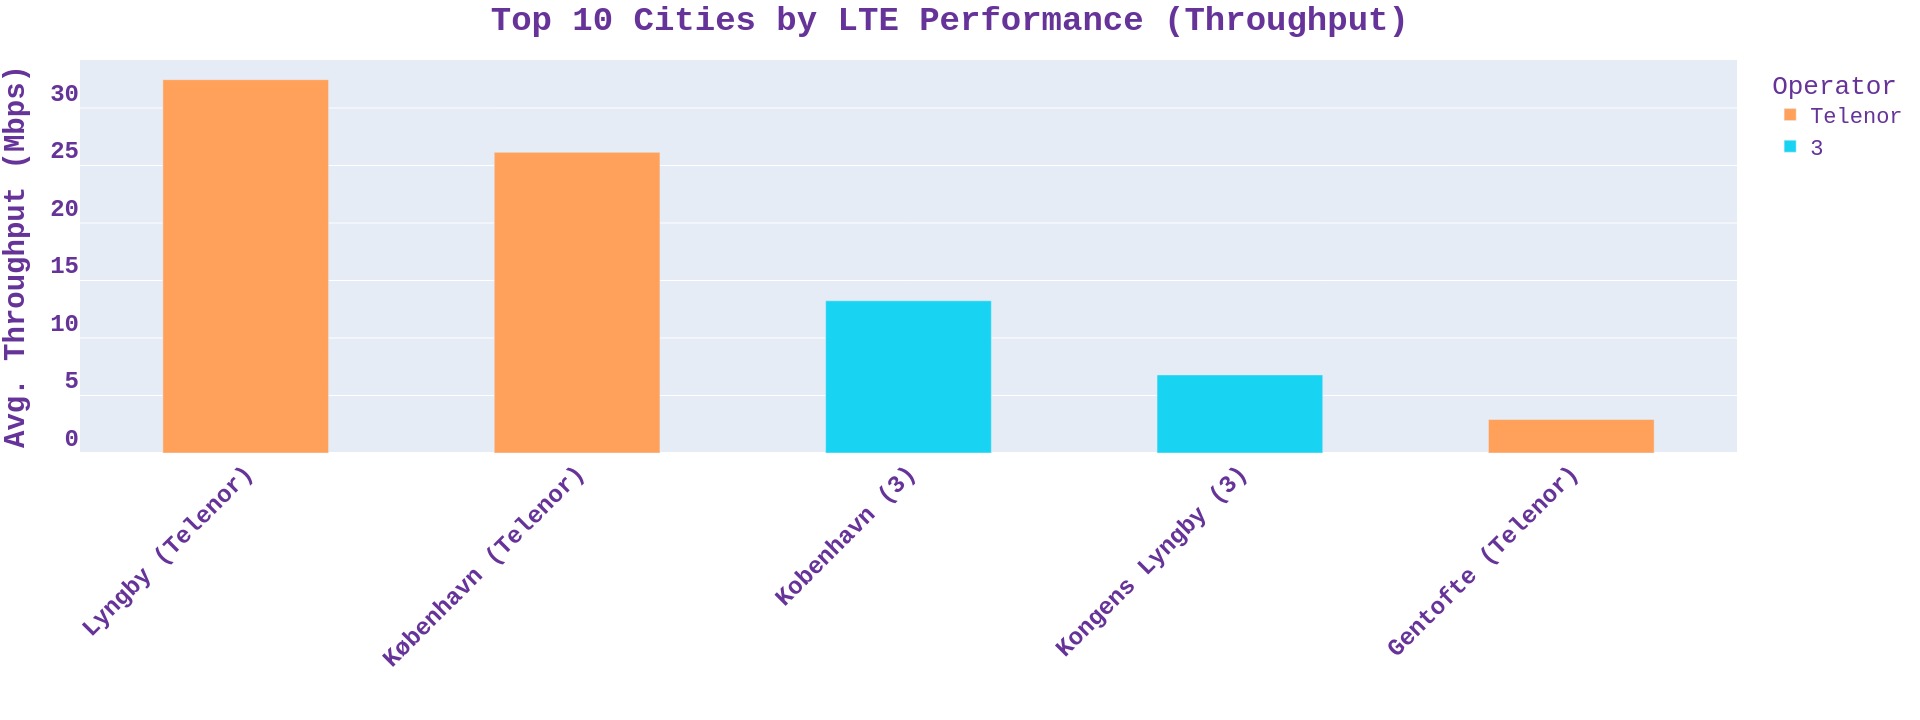 Top 10 Cities by LTE Performance (Throughput)
Avg. Throughput (Mbps)
30
25
20
15
10
5
0
Lyngby (Telenor)
København (Telenor)
Kobenhavn (3)
Kongens Lyngby (3)
Gentofte (Telenor)
Operator
Telenor
3